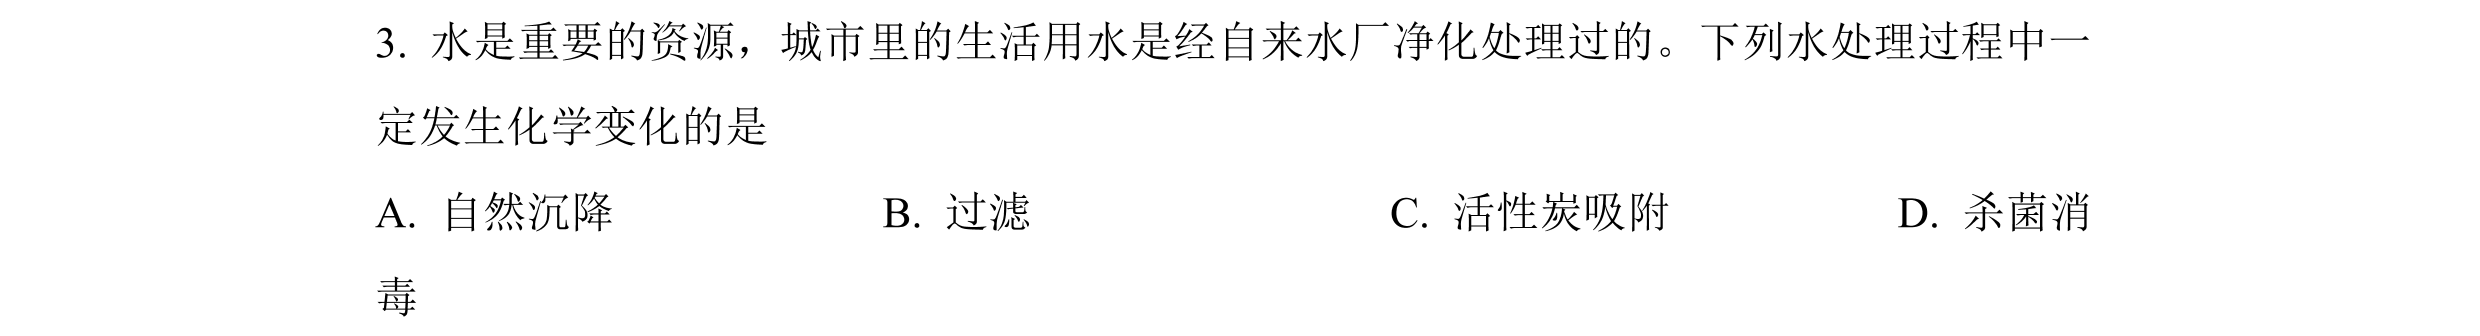 3. 水是重要的资源，城市里的生活用水是经自来水厂净化处理过的。下列水处理过程中一
定发生化学变化的是
A. 自然沉降 B. 过滤 C. 活性炭吸附 D. 杀菌消
毒